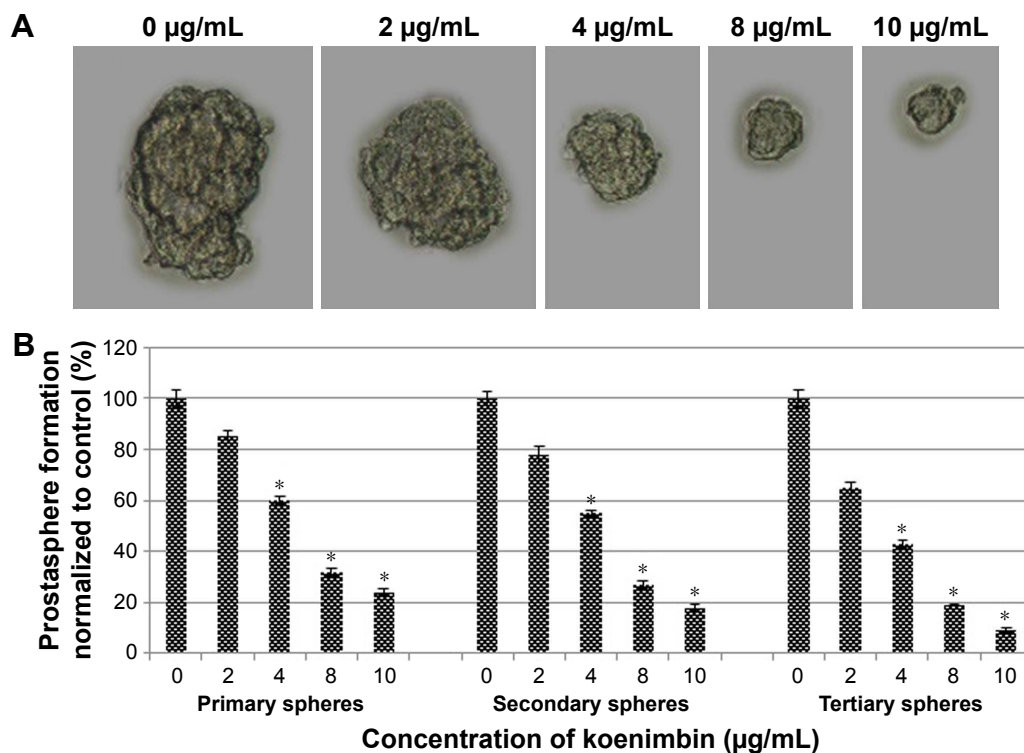 A
0 µg/mL 2 µg/mL 4 µg/mL 8 µg/mL 10 µg/mL
B
Prostasphere formation
normalized to control (%)
120
100
80
60
40
20
0
* * *
* * *
* * *
0 2 4 8 10 0 2 4 8 10 0 2 4 8 10
Primary spheres Secondary spheres Tertiary spheres
Concentration of koenimbin (µg/mL)